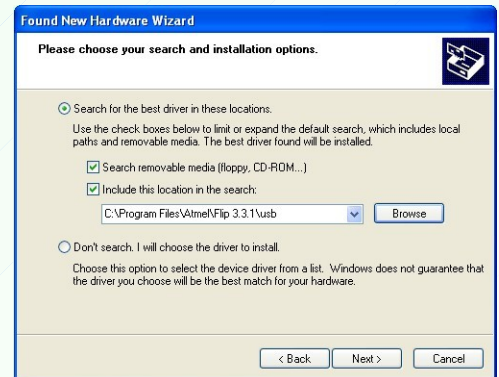 Found New Hardware Wizard
Please choose your search and installation options.
Search for the best driver in these locations.
Use the check boxes below to limit or expand the default search, which includes local
paths and removable media. The best driver found will be installed.
Search removable media (floppy, CD-ROM...)
Include this location in the search:
C:\Program Files\Atmel\Flip 3.3.1\usb
Browse
Don't search. I will choose the driver to install.
Choose this option to select the device driver from a list. Windows does not guarantee that
the driver you choose will be the best match for your hardware.
< Back
Next >
Cancel